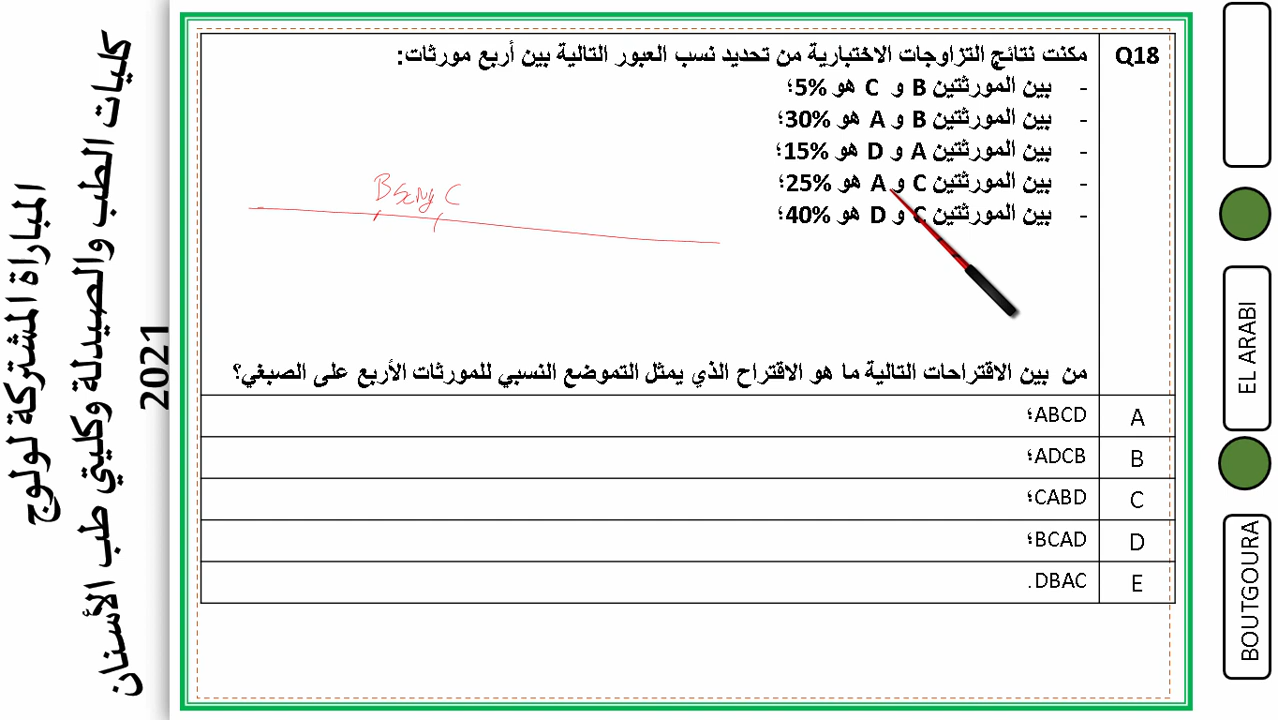 المباراة المشتركة لولوج
كليات الطب والصيدلة وكليتي طب الأسنان
2021
Q18
مكنت نتائج التزاوجات الاختبارية من تحديد نسب العبور التالية بين أربع مورثات:
- بين المورثتين B و C هو 5%؛
- بين المورثتين B و A هو 30%؛
- بين المورثتين A و D هو 15%؛
- بين المورثتين C و A هو 25%؛
- بين المورثتين C و D هو 40%؛
B 5cMg C
من بين الاقتراحات التالية ما هو الاقتراح الذي يمثل التموضع النسبي للمورثات الأربع على الصبغي؟
A ABCD؛
B ADCB؛
C CABD؛
D BCAD؛
E DBAC.
EL ARABI
BOUTGOURA